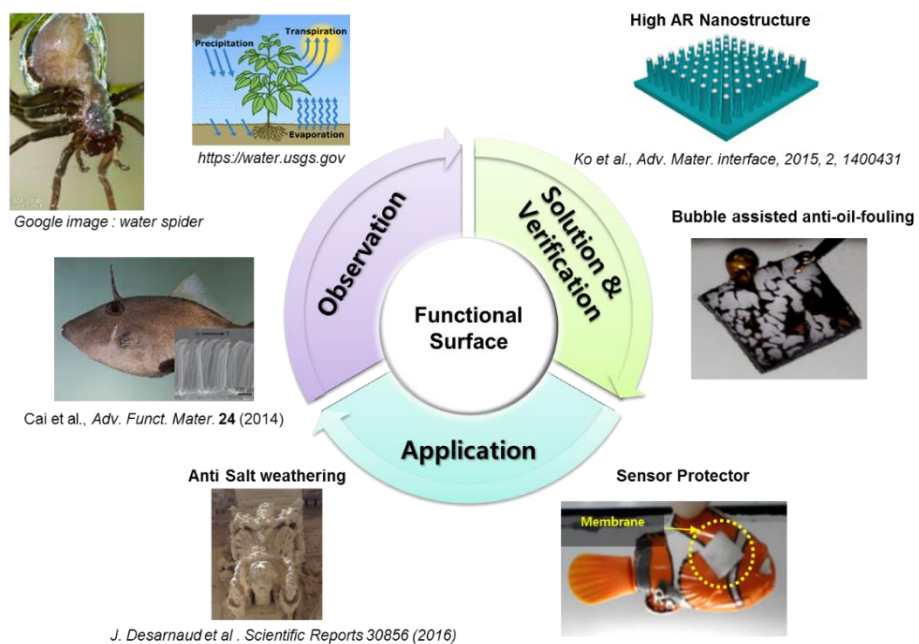 High AR Nanostructure
Precipitation
Transpiration
Evaporation
https://water.usgs.gov
Ko et al., Adv. Mater. interface, 2015, 2, 1400431
Google image : water spider
Bubble assisted anti-oil-fouling
Observation
Solution &
Verification
Functional
Surface
Cai et al., Adv. Funct. Mater. 24 (2014)
Application
Anti Salt weathering
Sensor Protector
Membrane
J. Desarnaud et al . Scientific Reports 30856 (2016)